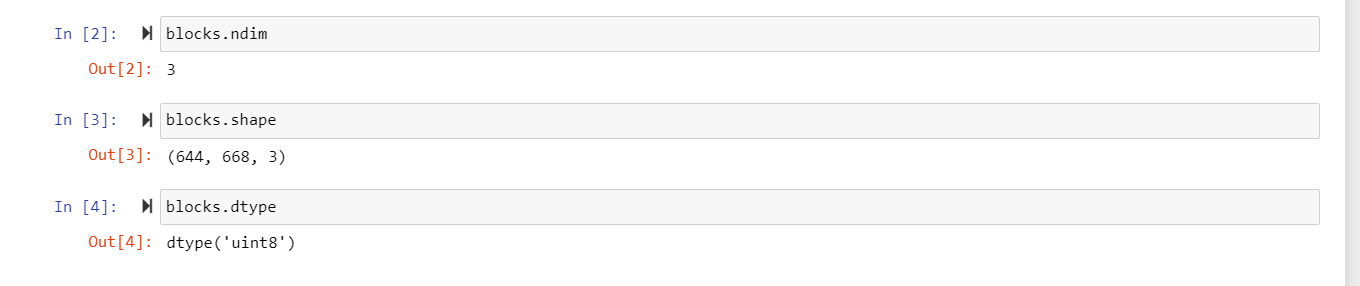 In [2]: blocks.ndim
Out[2]: 3
In [3]: blocks.shape
Out[3]: (644, 668, 3)
In [4]: blocks.dtype
Out[4]: dtype('uint8')